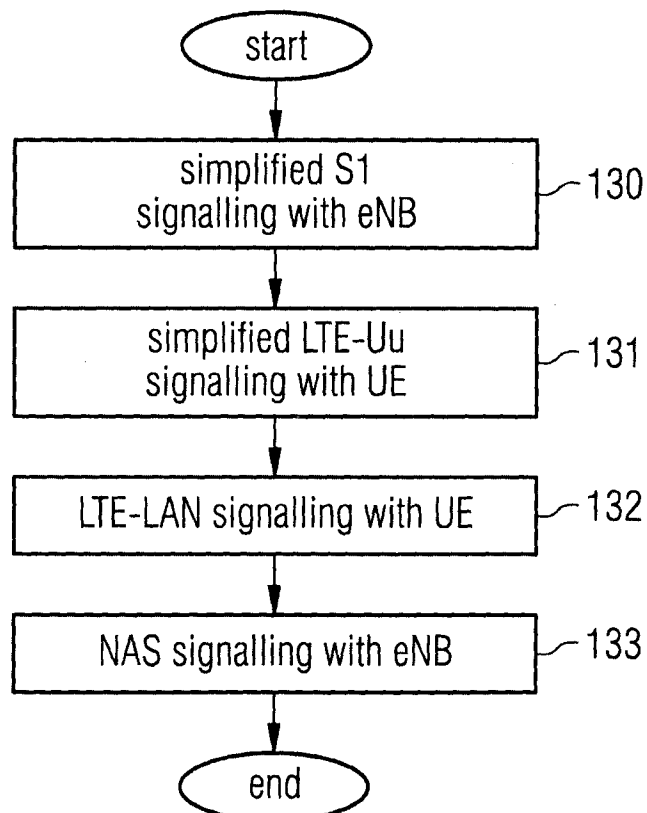 start
simplified S1
signalling with eNB
130
simplified LTE-Uu
signalling with UE
131
LTE-LAN signalling with UE
132
NAS signalling with eNB
133
end